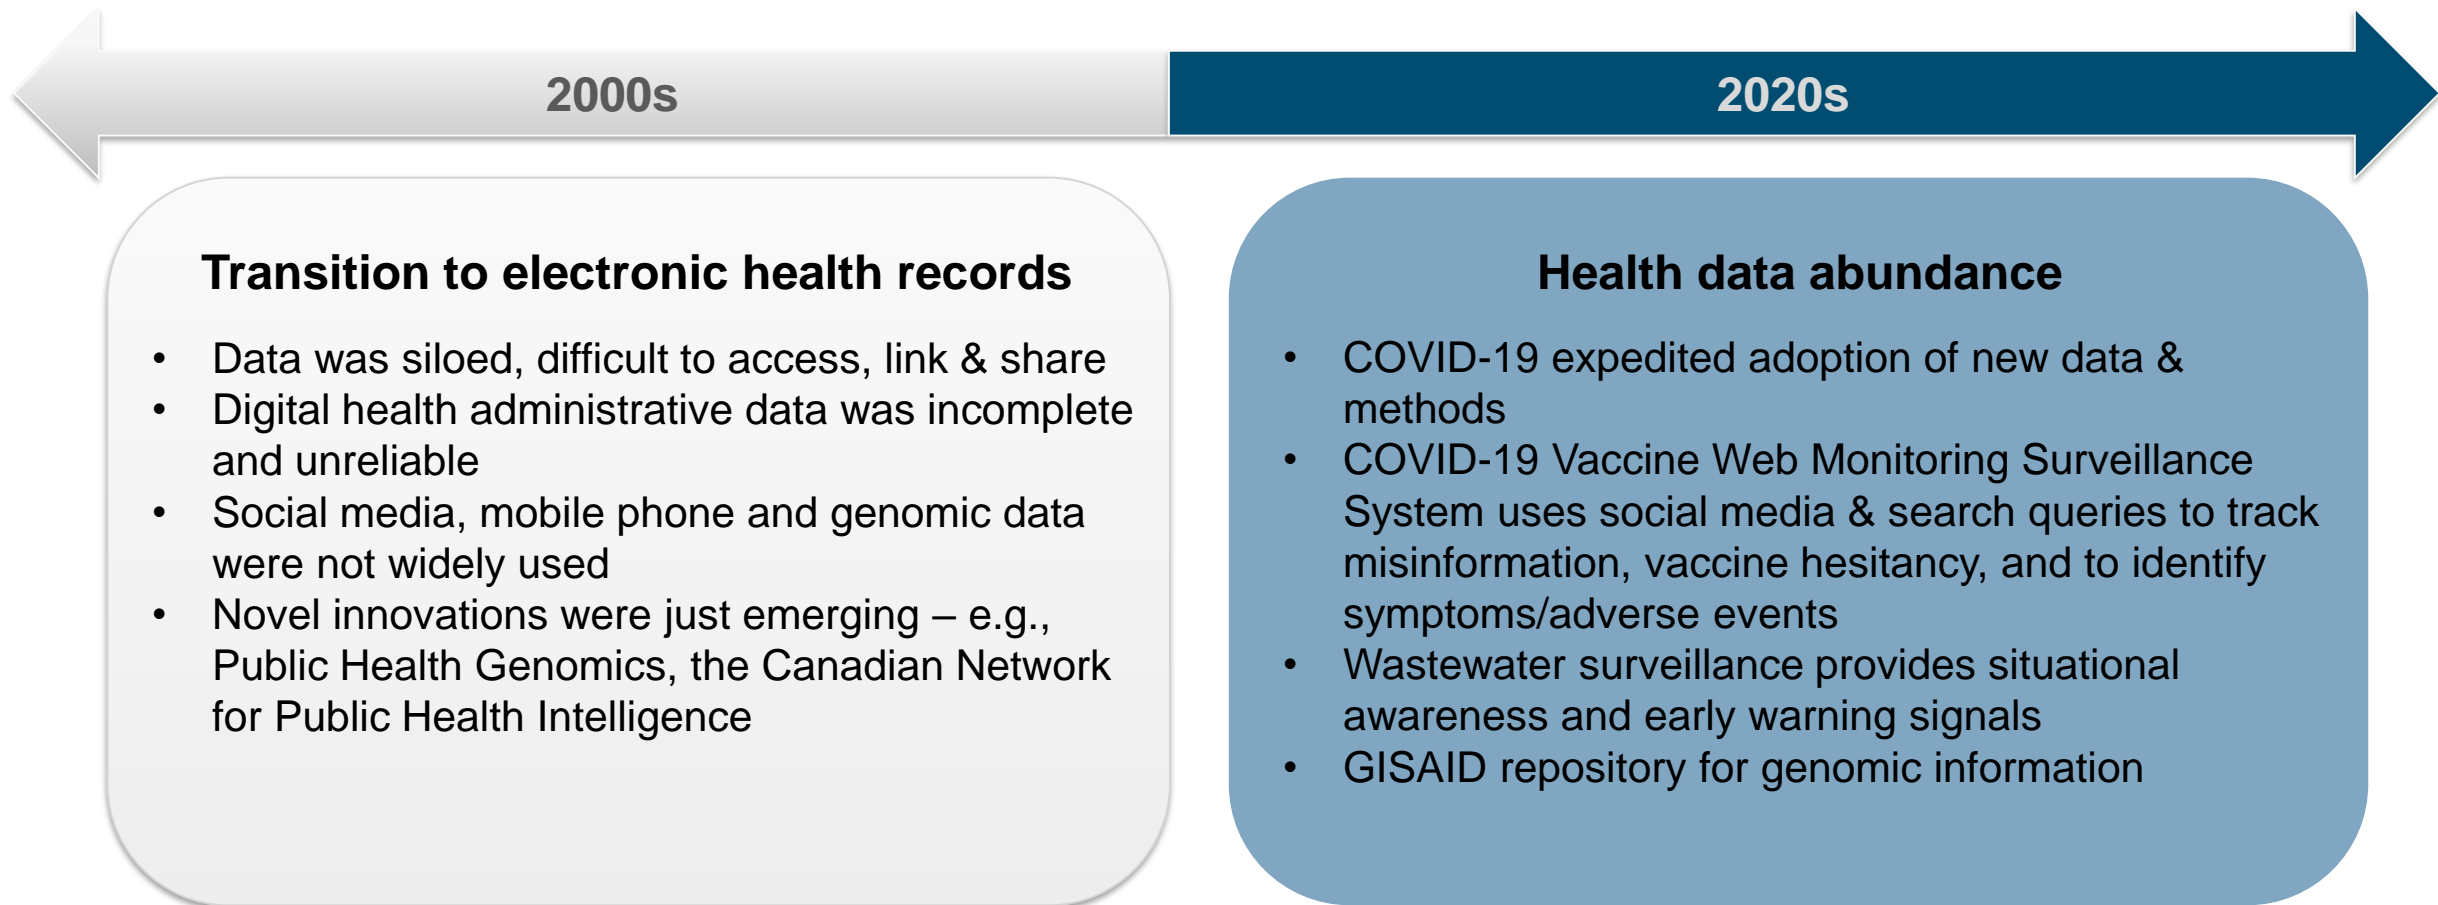 2000s
2020s
Transition to electronic health records
• Data was siloed, difficult to access, link & share
• Digital health administrative data was incomplete
and unreliable
• Social media, mobile phone and genomic data
were not widely used
• Novel innovations were just emerging – e.g.,
Public Health Genomics, the Canadian Network
for Public Health Intelligence
Health data abundance
• COVID-19 expedited adoption of new data &
methods
• COVID-19 Vaccine Web Monitoring Surveillance
System uses social media & search queries to track
misinformation, vaccine hesitancy, and to identify
symptoms/adverse events
• Wastewater surveillance provides situational
awareness and early warning signals
• GISAID repository for genomic information